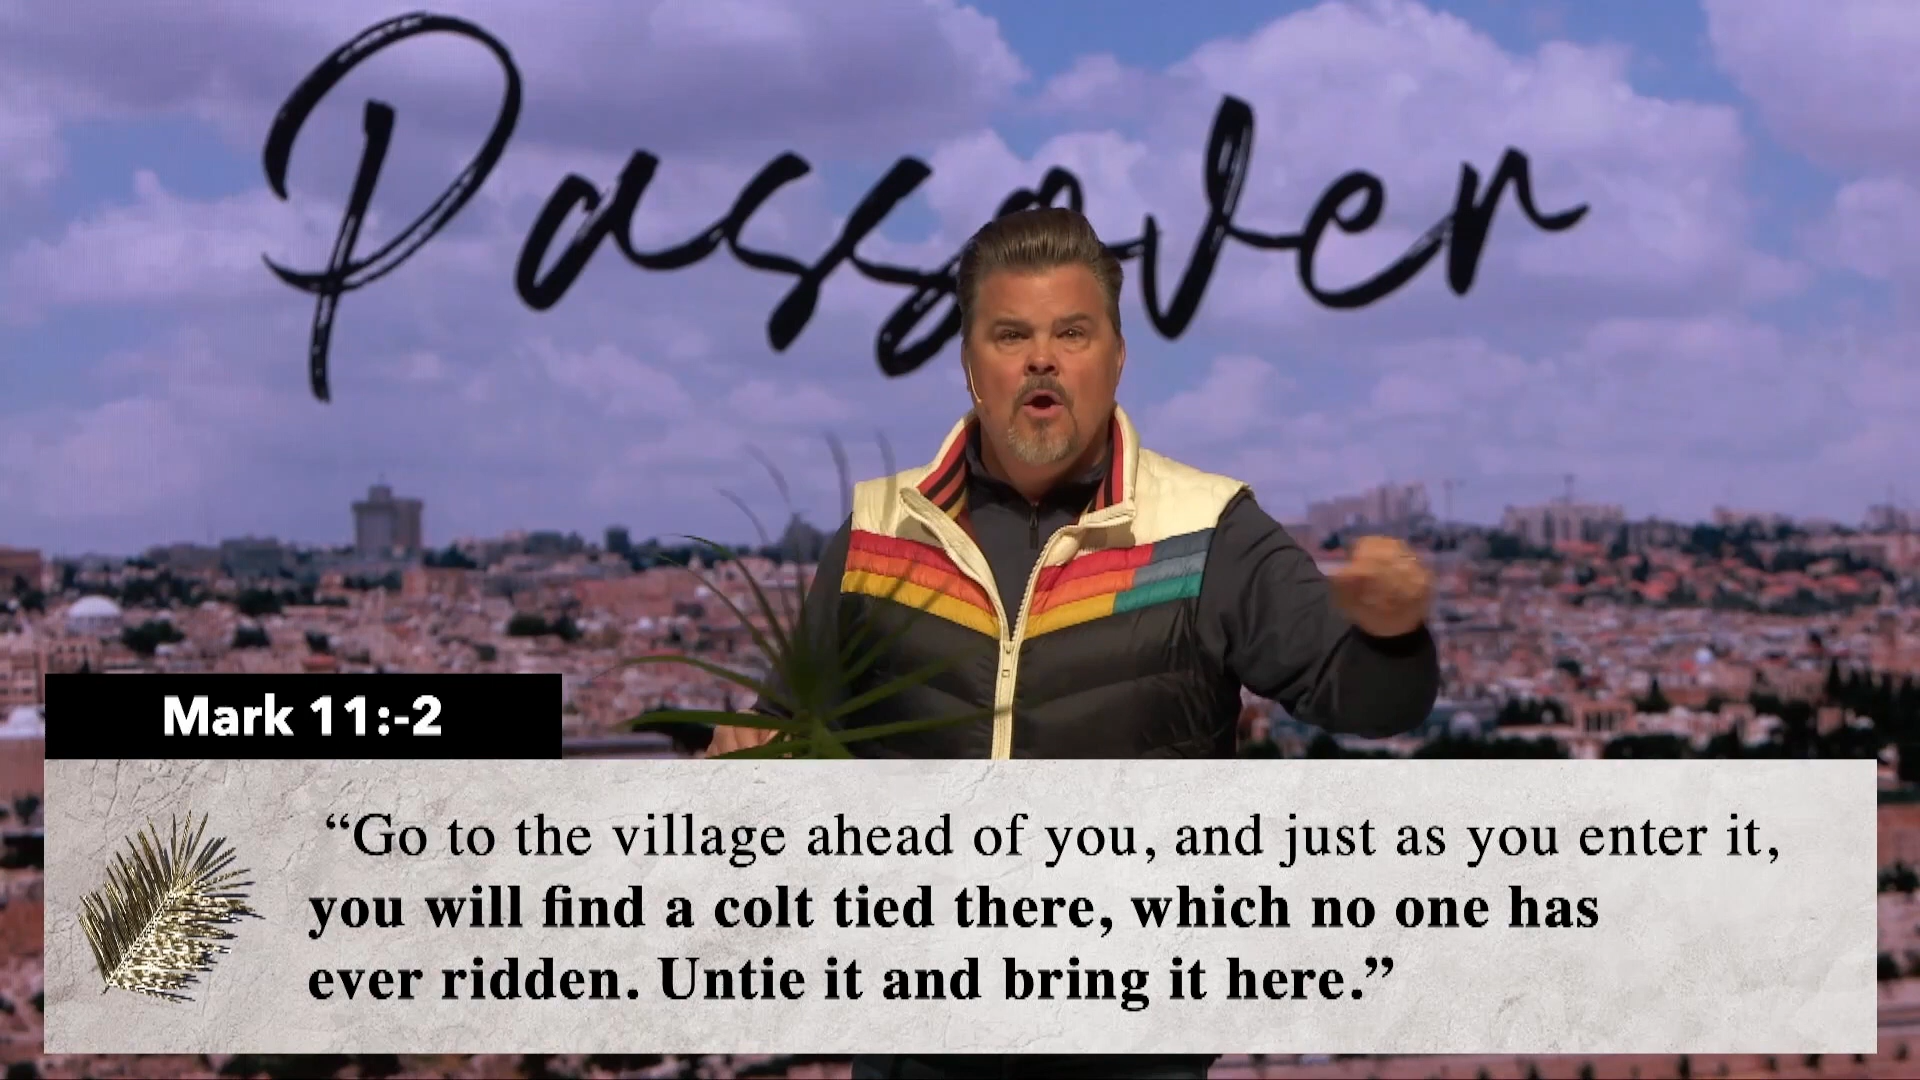 Passover
Mark 11:-2
“Go to the village ahead of you, and just as you enter it,
you will find a colt tied there, which no one has
ever ridden. Untie it and bring it here.”